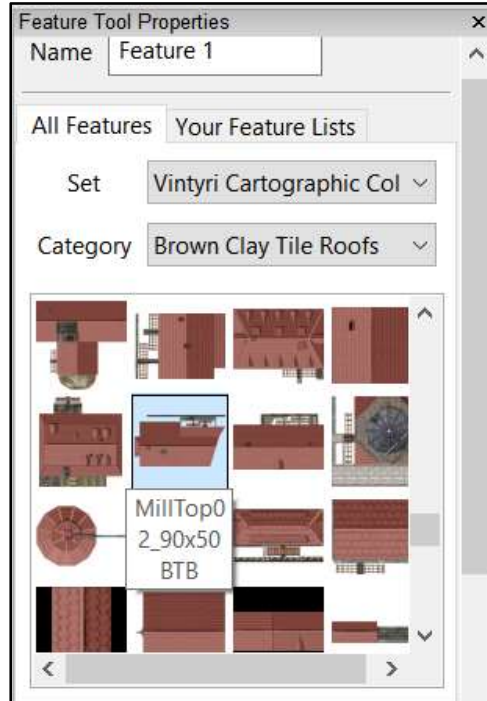 Feature Tool Properties ×
Name Feature 1
All Features Your Feature Lists
Set Vintyri Cartographic Col
Category Brown Clay Tile Roofs
MillTop0
2_90x50
BTB